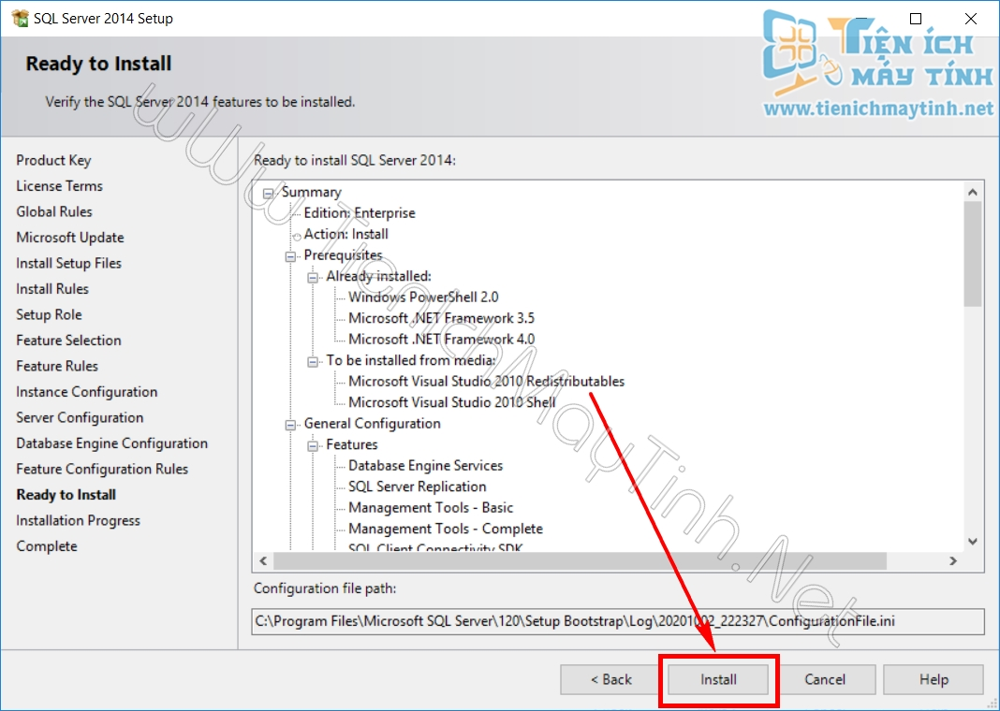 SQL Server 2014 Setup
TIỆN ÍCH
MÁY TÍNH
www.tienichmaytinh.net
Ready to Install
Verify the SQL Server 2014 features to be installed.
Product Key
License Terms
Global Rules
Microsoft Update
Install Setup Files
Install Rules
Setup Role
Feature Selection
Feature Rules
Instance Configuration
Server Configuration
Database Engine Configuration
Feature Configuration Rules
Ready to Install
Installation Progress
Complete
Ready to install SQL Server 2014:
Summary
Edition: Enterprise
Action: Install
Prerequisites
Already installed:
Windows PowerShell 2.0
Microsoft .NET Framework 3.5
Microsoft .NET Framework 4.0
To be installed from media:
Microsoft Visual Studio 2010 Redistributables
Microsoft Visual Studio 2010 Shell
General Configuration
Features
Database Engine Services
SQL Server Replication
Management Tools - Basic
Management Tools - Complete
SQL Client Connectivity SDK
www.TienIchMayTinh.Net
Configuration file path:
C:\Program Files\Microsoft SQL Server\120\Setup Bootstrap\Log\20201002_222327\ConfigurationFile.ini
< Back
Install
Cancel
Help